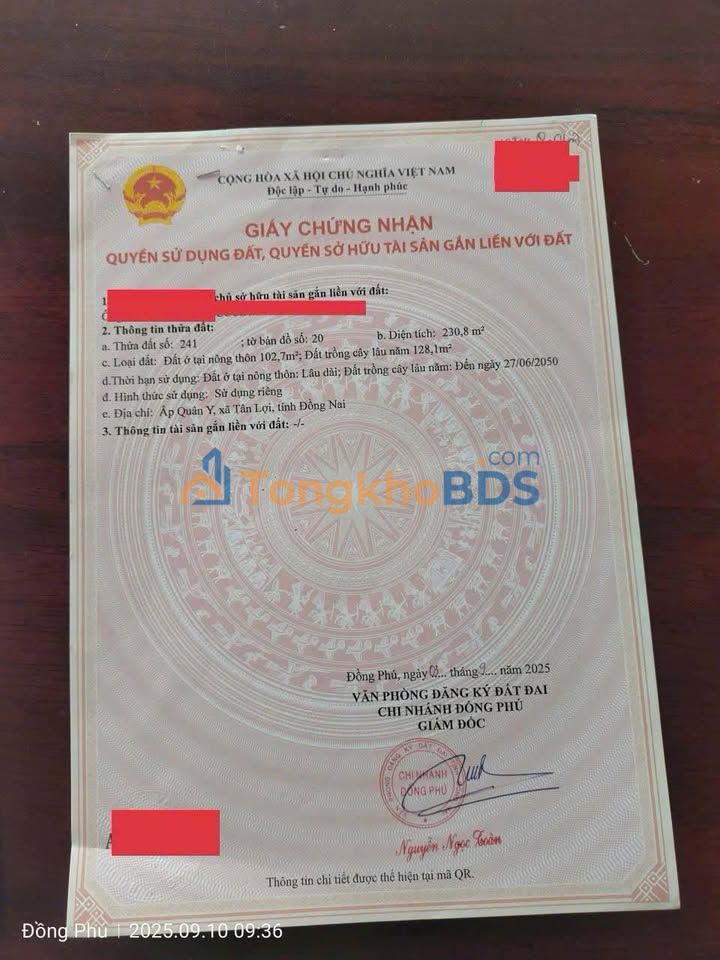 CỘNG HÒA XÃ HỘI CHỦ NGHĨA VIỆT NAM
Độc lập - Tự do - Hạnh phúc
GIẤY CHỨNG NHẬN
QUYỀN SỬ DỤNG ĐẤT, QUYỀN SỞ HỮU TÀI SẢN GẮN LIỀN VỚI ĐẤT
1 chủ sở hữu tài sản gắn liền với đất:
2. Thông tin thửa đất:
a. Thửa đất số: 241 ; tờ bản đồ số: 20 b. Diện tích: 230,8 m²
c. Loại đất: Đất ở tại nông thôn 102,7m²; Đất trồng cây lâu năm 128,1m²
d.Thời hạn sử dụng: Đất ở tại nông thôn: Lâu dài; Đất trồng cây lâu năm: Đến ngày 27/06/2050
đ. Hình thức sử dụng: Sử dụng riêng
e. Địa chỉ: Ấp Quân Y, xã Tân Lợi, tỉnh Đồng Nai
3. Thông tin tài sản gắn liền với đất: -/-
TongkhoBDS.com
Đồng Phú, ngày 03... tháng 9.... năm 2025
VĂN PHÒNG ĐĂNG KÝ ĐẤT ĐAI
CHI NHÁNH ĐỒNG PHÚ
GIÁM ĐỐC
CHI NHÁNH
ĐỒNG PHÚ
Nguyễn Ngọc Toàn
Thông tin chi tiết được thể hiện tại mã QR.
Đồng Phú | 2025.09.10 09:36